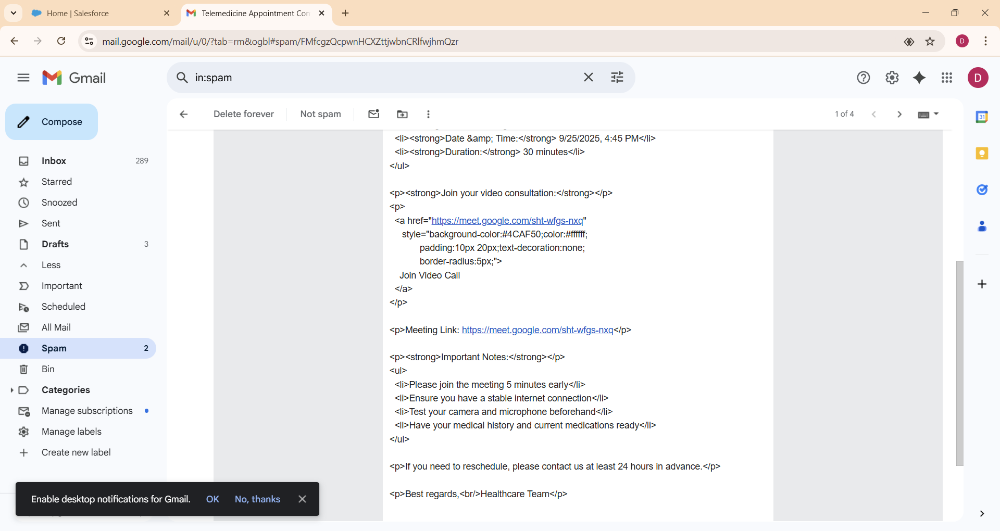 Home | Salesforce
Telemedicine Appointment Con
mail.google.com/mail/u/0/?tab=rm&ogbl#spam/FMfcgzQcpwnHCXZttjwbnCRlfwjhmQzr
D
Gmail
in:spam
D
Compose
Delete forever
Not spam
1 of 4
31
Inbox 289
Starred
Snoozed
Sent
Drafts 3
Less
Important
Scheduled
All Mail
Spam 2
Bin
Categories
Manage subscriptions
Manage labels
Create new label
<li><strong>Date &amp; Time:</strong> 9/25/2025, 4:45 PM</li>
<li><strong>Duration:</strong> 30 minutes</li>
</ul>
<p><strong>Join your video consultation:</strong></p>
<p>
<a href="https://meet.google.com/sht-wfgs-nxq"
style="background-color:#4CAF50;color:#ffffff;
padding:10px 20px;text-decoration:none;
border-radius:5px;">
Join Video Call
</a>
</p>
<p>Meeting Link: https://meet.google.com/sht-wfgs-nxq</p>
<p><strong>Important Notes:</strong></p>
<ul>
<li>Please join the meeting 5 minutes early</li>
<li>Ensure you have a stable internet connection</li>
<li>Test your camera and microphone beforehand</li>
<li>Have your medical history and current medications ready</li>
</ul>
<p>If you need to reschedule, please contact us at least 24 hours in advance.</p>
<p>Best regards,<br/>Healthcare Team</p>
Enable desktop notifications for Gmail. OK No, thanks